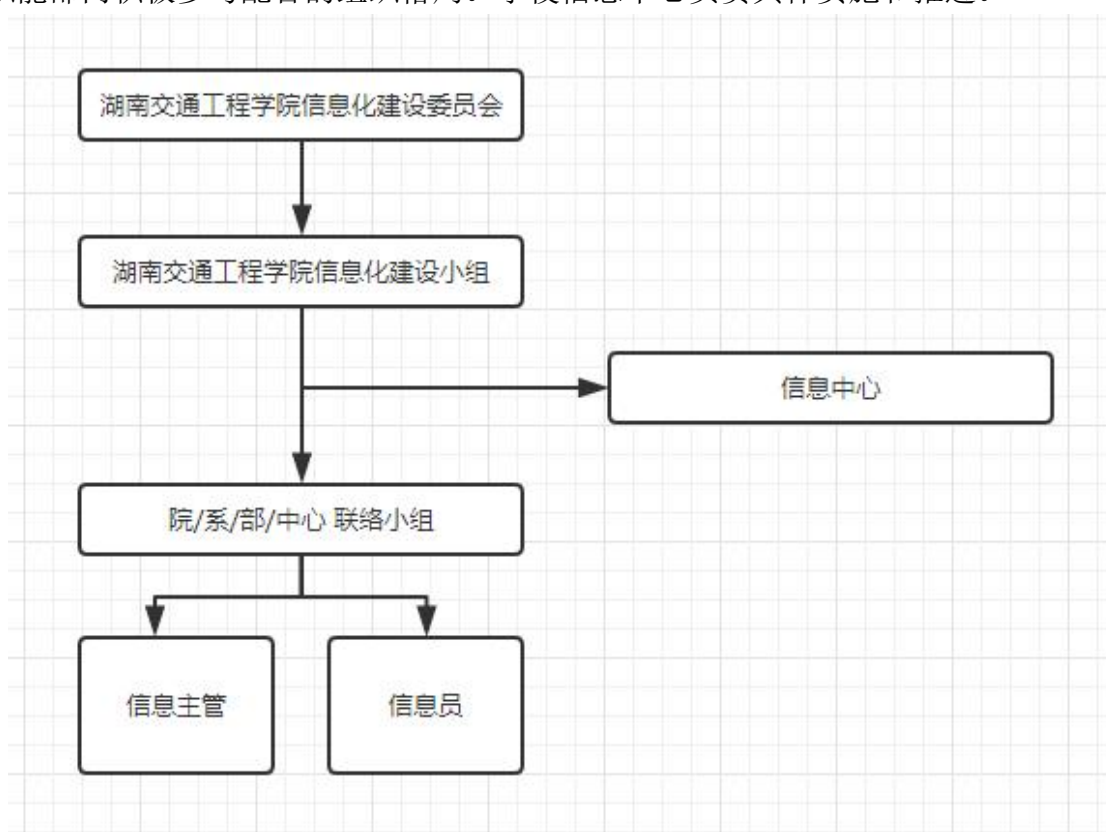 湖南交通工程学院信息化建设委员会
湖南交通工程学院信息化建设小组
信息中心
院/系/部/中心 联络小组
信息主管
信息员